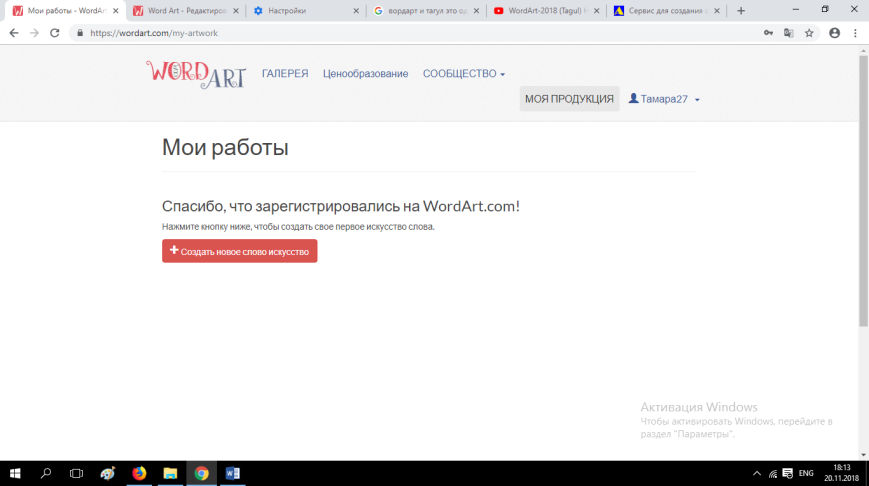 Мои работы - WordAr
Word Art - Редактиров
Настройки
вордарт и тагул это од
WordArt-2018 (Tagul)
Сервис для создания с
https://wordart.com/my-artwork
WORD ART
ГАЛЕРЕЯ Ценообразование СООБЩЕСТВО
МОЯ ПРОДУКЦИЯ Тамара27
Мои работы
Спасибо, что зарегистрировались на WordArt.com!
Нажмите кнопку ниже, чтобы создать свое первое искусство слова.
Создать новое слово искусство
Активация Windows
Чтобы активировать Windows, перейдите в
раздел "Параметры".
ENG
18:13
20.11.2018